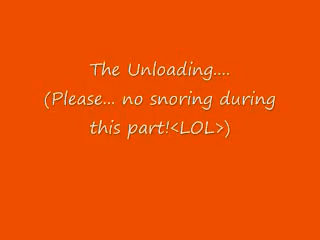 The Unloading....
(Please... no snoring during
this part!<LOL>)